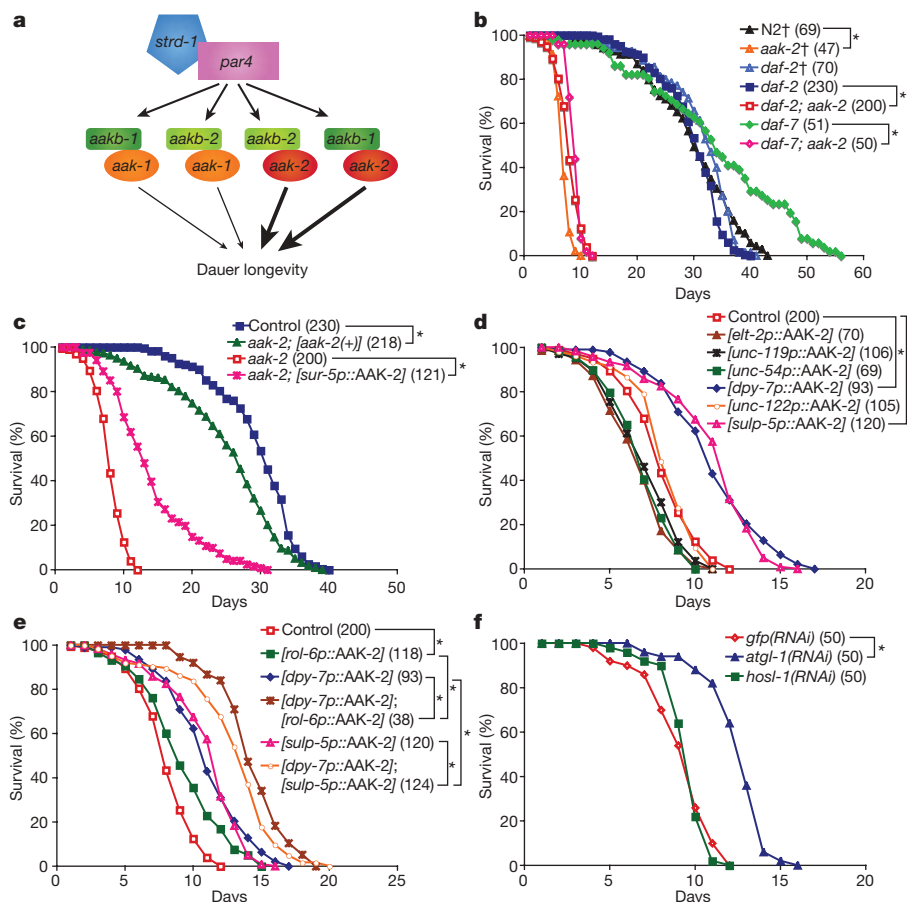 a
strd-1
par4
aakb-1
aakb-2
aakb-2
aakb-1
aak-1
aak-1
aak-2
aak-2
Dauer longevity
b
Survival (%)
100
80
60
40
20
0
0
10
20
30
40
50
60
Days
N2† (69)
aak-2† (47)
daf-2† (70)
daf-2 (230)
daf-2; aak-2 (200)
daf-7 (51)
daf-7; aak-2 (50)
*
*
*
c
Survival (%)
100
80
60
40
20
0
0
10
20
30
40
50
Days
Control (230)
aak-2; [aak-2(+)] (218)
aak-2 (200)
aak-2; [sur-5p::AAK-2] (121)
*
*
d
Survival (%)
100
80
60
40
20
0
0
5
10
15
20
Days
Control (200)
[elt-2p::AAK-2] (70)
[unc-119p::AAK-2] (106)
[unc-54p::AAK-2] (69)
[dpy-7p::AAK-2] (93)
[unc-122p::AAK-2] (105)
[sulp-5p::AAK-2] (120)
*
*
e
Survival (%)
100
80
60
40
20
0
0
5
10
15
20
25
Days
Control (200)
[rol-6p::AAK-2] (118)
[dpy-7p::AAK-2] (93)
[dpy-7p::AAK-2];
[rol-6p::AAK-2] (38)
[sulp-5p::AAK-2] (120)
[dpy-7p::AAK-2];
[sulp-5p::AAK-2] (124)
*
*
*
*
*
f
Survival (%)
100
80
60
40
20
0
0
5
10
15
20
Days
gfp(RNAi) (50)
atgl-1(RNAi) (50)
hosl-1(RNAi) (50)
*